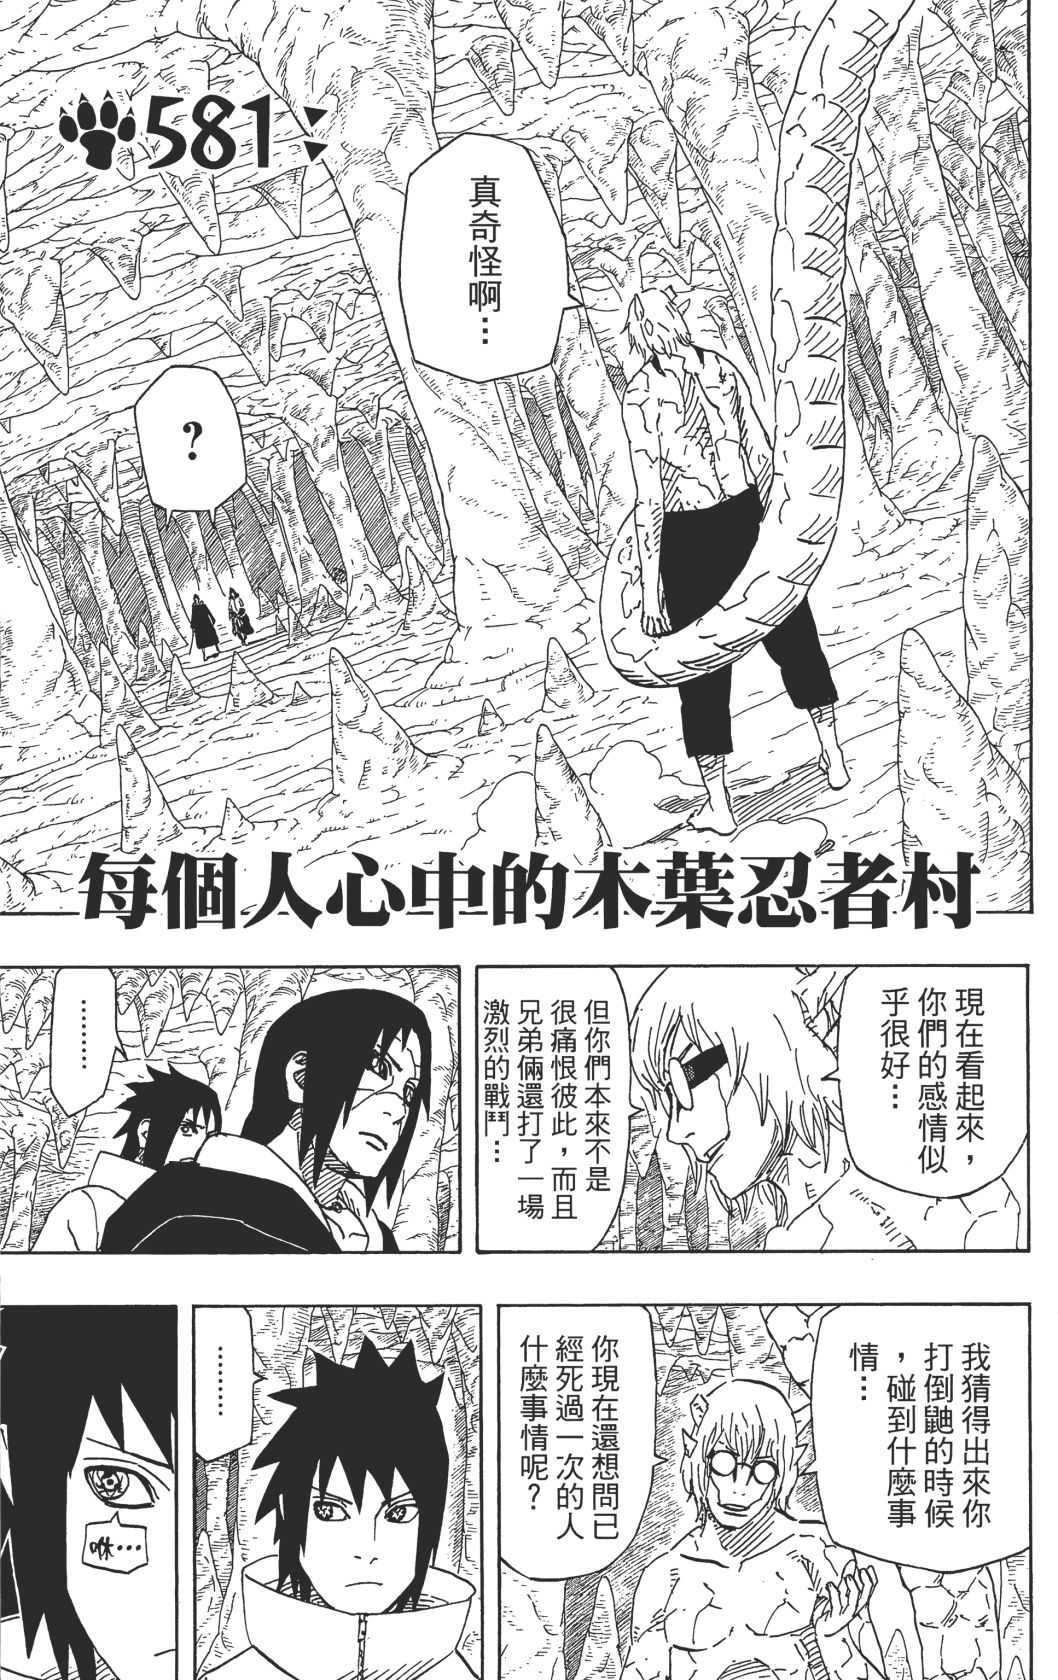 581：
真奇怪啊…
？
每個人心中的木葉忍者村
現在看起來，
你們的感情似
乎很好…
但你們本來不是
很痛恨彼此，而且
兄弟倆還打了一場
激烈的戰鬥…
……
我猜得出來你
打倒鼬的時候
，碰到什麼事
情…
你現在還想問已
經死過一次的人
什麼事情呢？
……
咻…